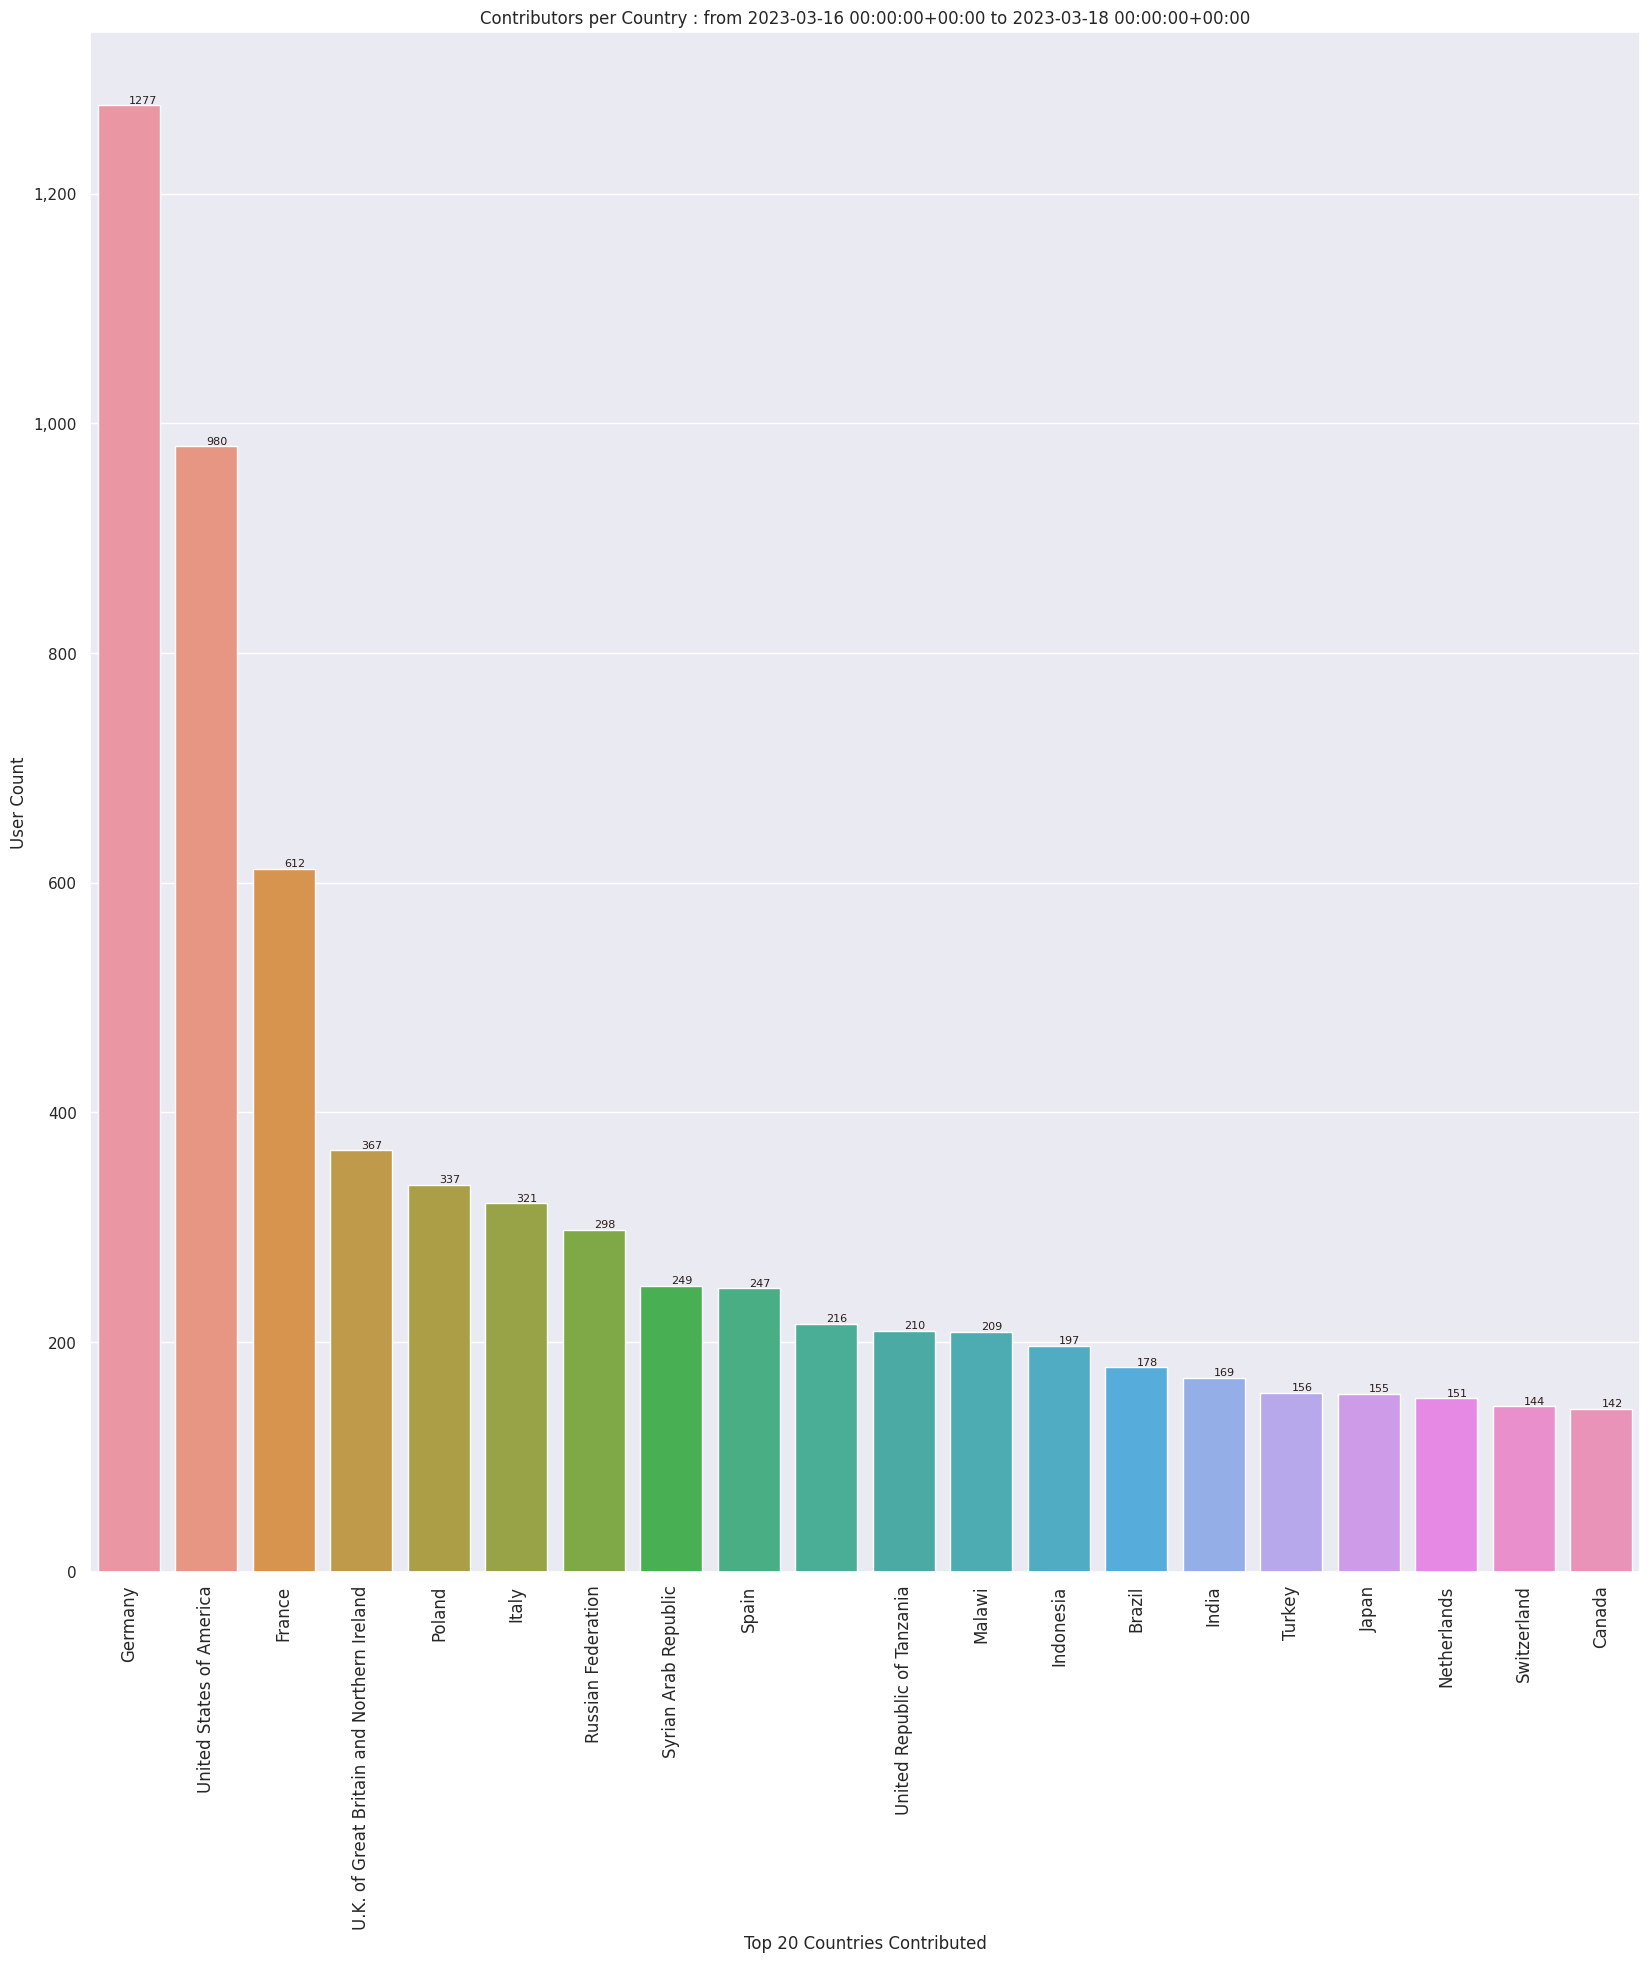 Contributors per Country : from 2023-03-16 00:00:00+00:00 to 2023-03-18 00:00:00+00:00
User Count
1,200
1,000
800
600
400
200
0
1277
980
612
367
337
321
298
249
247
216
210
209
197
178
169
156
155
151
144
142
Germany
United States of America
France
U.K. of Great Britain and Northern Ireland
Poland
Italy
Russian Federation
Syrian Arab Republic
Spain
United Republic of Tanzania
Malawi
Indonesia
Brazil
India
Turkey
Japan
Netherlands
Switzerland
Canada
Top 20 Countries Contributed